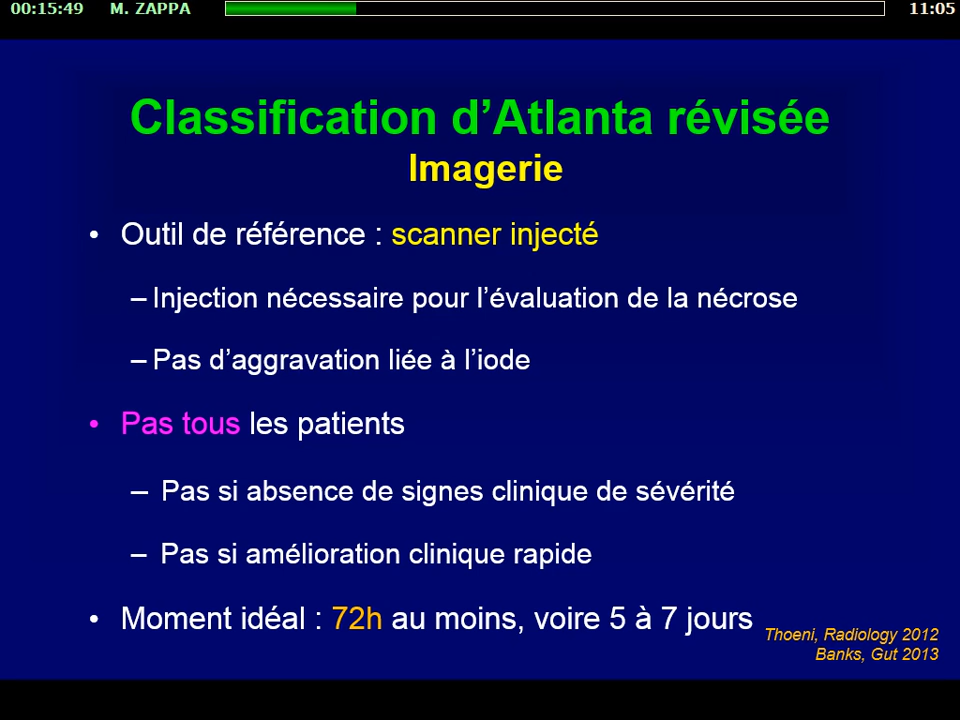 00:15:49 M. ZAPPA 11:05
Classification d’Atlanta révisée
Imagerie
• Outil de référence : scanner injecté
– Injection nécessaire pour l’évaluation de la nécrose
– Pas d’aggravation liée à l’iode
• Pas tous les patients
– Pas si absence de signes clinique de sévérité
– Pas si amélioration clinique rapide
• Moment idéal : 72h au moins, voire 5 à 7 jours
Thoeni, Radiology 2012
Banks, Gut 2013